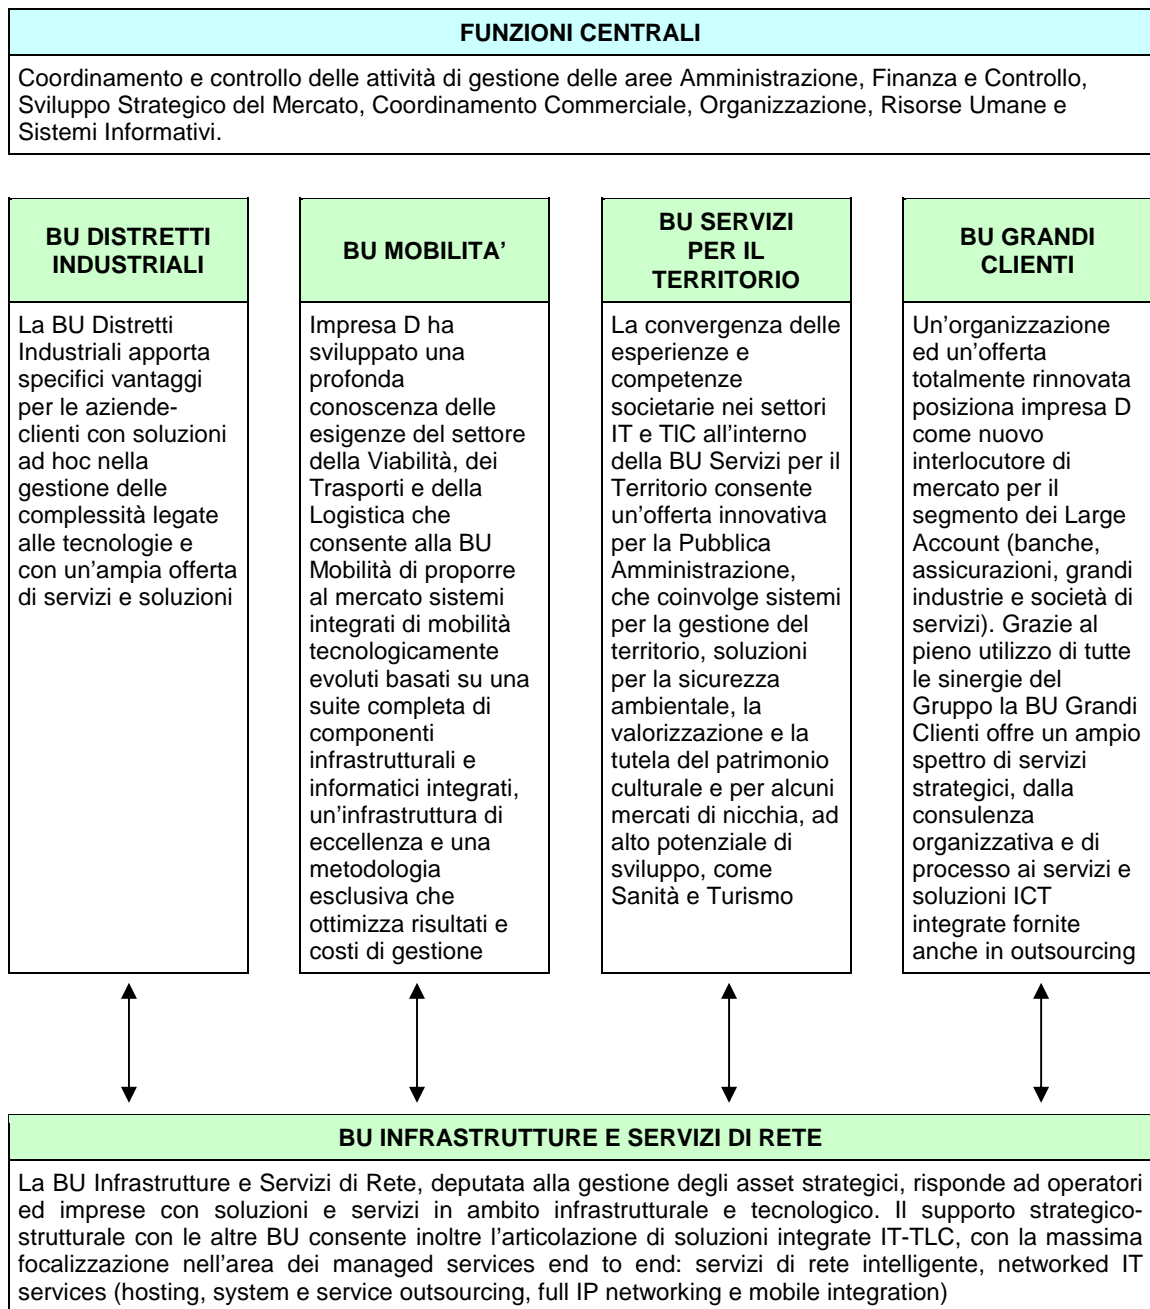 FUNZIONI CENTRALI
Coordinamento e controllo delle attività di gestione delle aree Amministrazione, Finanza e Controllo,
Sviluppo Strategico del Mercato, Coordinamento Commerciale, Organizzazione, Risorse Umane e
Sistemi Informativi.
BU DISTRETTI
INDUSTRIALI
La BU Distretti
Industriali apporta
specifici vantaggi
per le aziende-
clienti con soluzioni
ad hoc nella
gestione delle
complessità legate
alle tecnologie e
con un'ampia offerta
di servizi e soluzioni
BU MOBILITA'
Impresa D ha
sviluppato una
profonda
conoscenza delle
esigenze del settore
della Viabilità, dei
Trasporti e della
Logistica che
consente alla BU
Mobilità di proporre
al mercato sistemi
integrati di mobilità
tecnologicamente
evoluti basati su una
suite completa di
componenti
infrastrutturali e
informatici integrati,
un'infrastruttura di
eccellenza e una
metodologia
esclusiva che
ottimizza risultati e
costi di gestione
BU SERVIZI
PER IL
TERRITORIO
La convergenza delle
esperienze e
competenze
societarie nei settori
IT e TIC all'interno
della BU Servizi per il
Territorio consente
un'offerta innovativa
per la Pubblica
Amministrazione,
che coinvolge sistemi
per la gestione del
territorio, soluzioni
per la sicurezza
ambientale, la
valorizzazione e la
tutela del patrimonio
culturale e per alcuni
mercati di nicchia, ad
alto potenziale di
sviluppo, come
Sanità e Turismo
BU GRANDI
CLIENTI
Un'organizzazione
ed un'offerta
totalmente rinnovata
posiziona impresa D
come nuovo
interlocutore di
mercato per il
segmento dei Large
Account (banche,
assicurazioni, grandi
industrie e società di
servizi). Grazie al
pieno utilizzo di tutte
le sinergie del
Gruppo la BU Grandi
Clienti offre un ampio
spettro di servizi
strategici, dalla
consulenza
organizzativa e di
processo ai servizi e
soluzioni ICT
integrate fornite
anche in outsourcing
BU INFRASTRUTTURE E SERVIZI DI RETE
La BU Infrastrutture e Servizi di Rete, deputata alla gestione degli asset strategici, risponde ad operatori
ed imprese con soluzioni e servizi in ambito infrastrutturale e tecnologico. Il supporto strategico-
strutturale con le altre BU consente inoltre l'articolazione di soluzioni integrate IT-TLC, con la massima
focalizzazione nell'area dei managed services end to end: servizi di rete intelligente, networked IT
services (hosting, system e service outsourcing, full IP networking e mobile integration)